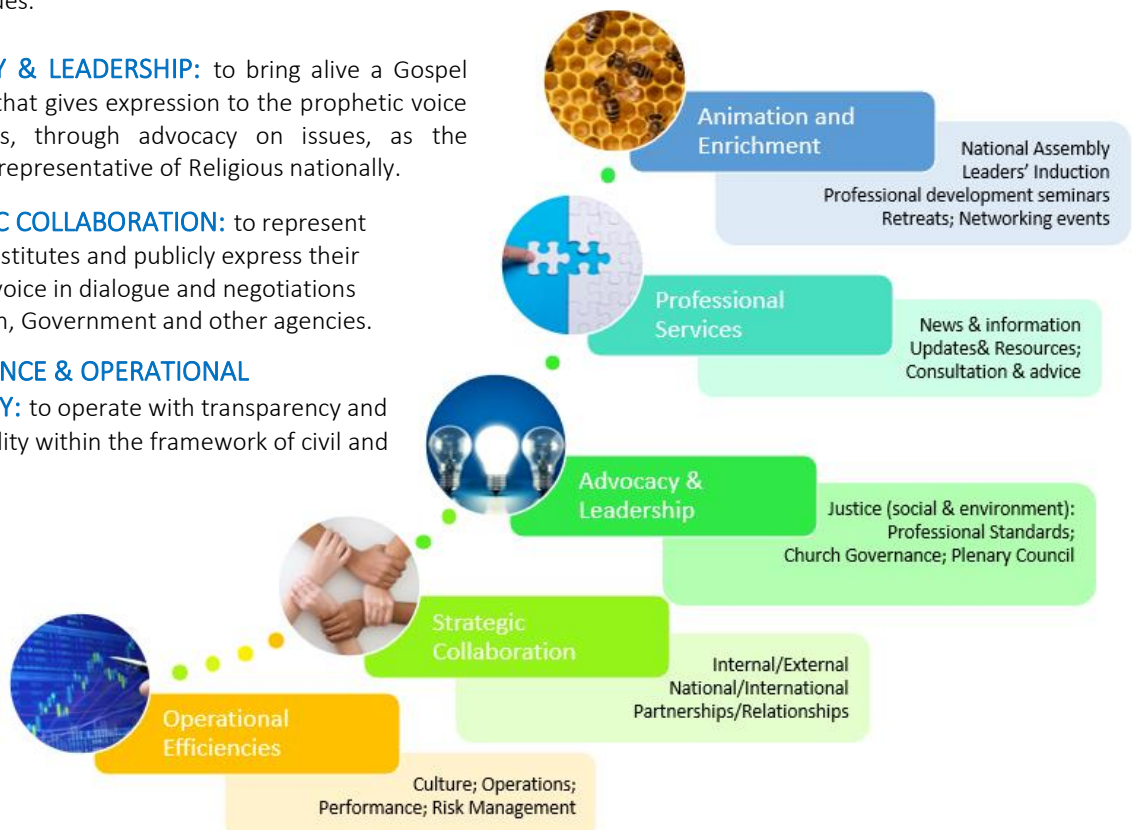 ues.
Y & LEADERSHIP: to bring alive a Gospel
that gives expression to the prophetic voice
s, through advocacy on issues, as the
representative of Religious nationally.
C COLLABORATION: to represent
stitutes and publicly express their
voice in dialogue and negotiations
h, Government and other agencies.
NCE & OPERATIONAL
Y: to operate with transparency and
lity within the framework of civil and
Animation and
Enrichment
National Assembly
Leaders’ Induction
Professional development seminars
Retreats; Networking events
Professional
Services
News & information
Updates& Resources;
Consultation & advice
Advocacy &
Leadership
Justice (social & environment):
Professional Standards;
Church Governance; Plenary Council
Strategic
Collaboration
Internal/External
National/International
Partnerships/Relationships
Operational
Efficiencies
Culture; Operations;
Performance; Risk Management